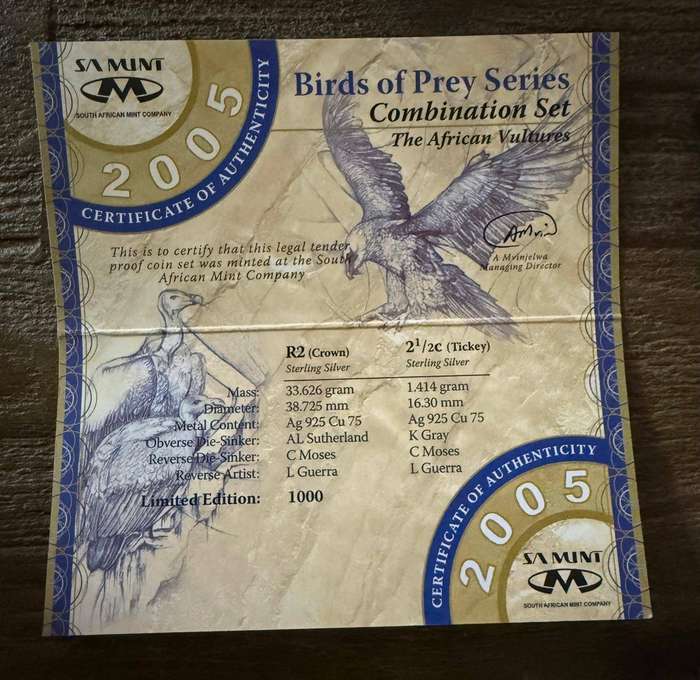 SA MINT
SOUTH AFRICAN MINT COMPANY
2005
CERTIFICATE OF AUTHENTICITY
Birds of Prey Series
Combination Set
The African Vultures
A Mvinjelwa
Managing Director
This is to certify that this legal tender
proof coin set was minted at the South
African Mint Company
R2 (Crown) 2 1/2c (Tickey)
Sterling Silver Sterling Silver
Mass: 33.626 gram 1.414 gram
Diameter: 38.725 mm 16.30 mm
Metal Content: Ag 925 Cu 75 Ag 925 Cu 75
Obverse Die-Sinker: AL Sutherland K Gray
Reverse Die-Sinker: C Moses C Moses
Reverse Artist: L Guerra L Guerra
Limited Edition: 1000
CERTIFICATE OF AUTHENTICITY
2005
SA MINT
SOUTH AFRICAN MINT COMPANY